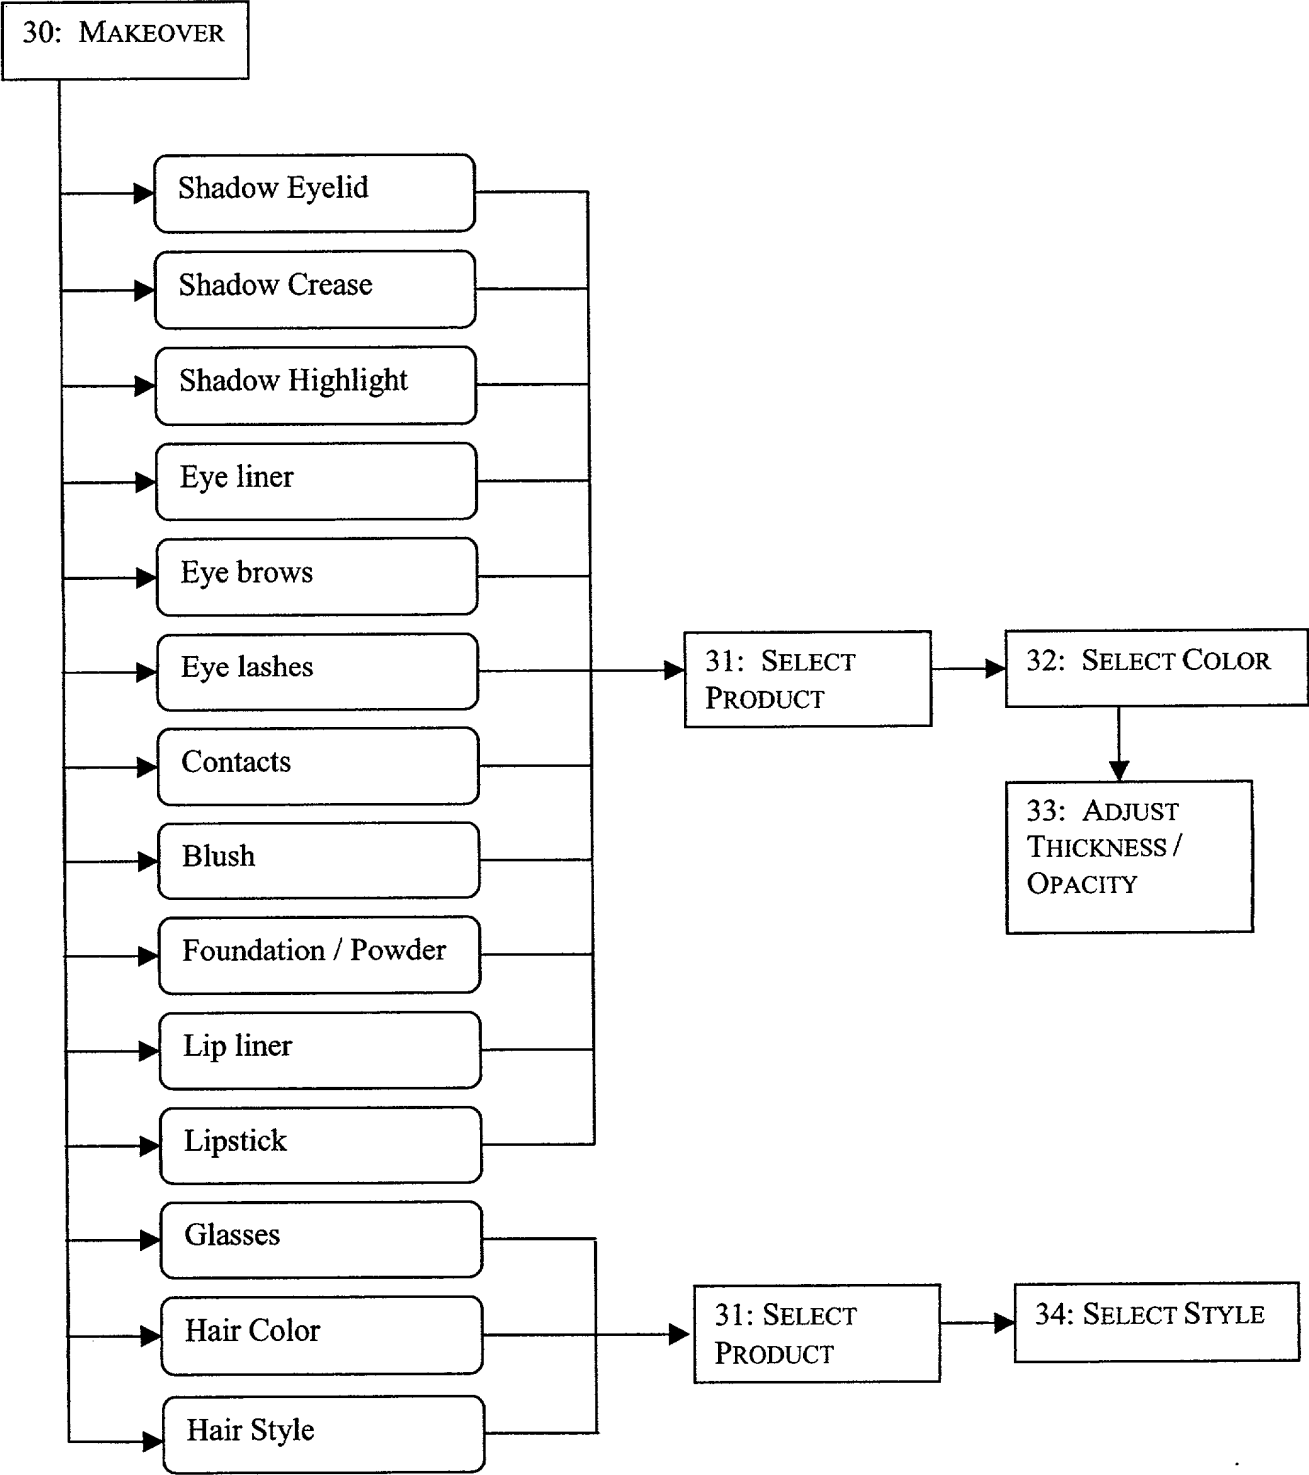 30: MAKEOVER
Shadow Eyelid
Shadow Crease
Shadow Highlight
Eye liner
Eye brows
Eye lashes
Contacts
Blush
Foundation / Powder
Lip liner
Lipstick
Glasses
Hair Color
Hair Style
31: SELECT
PRODUCT
32: SELECT COLOR
33: ADJUST
THICKNESS /
OPACITY
31: SELECT
PRODUCT
34: SELECT STYLE